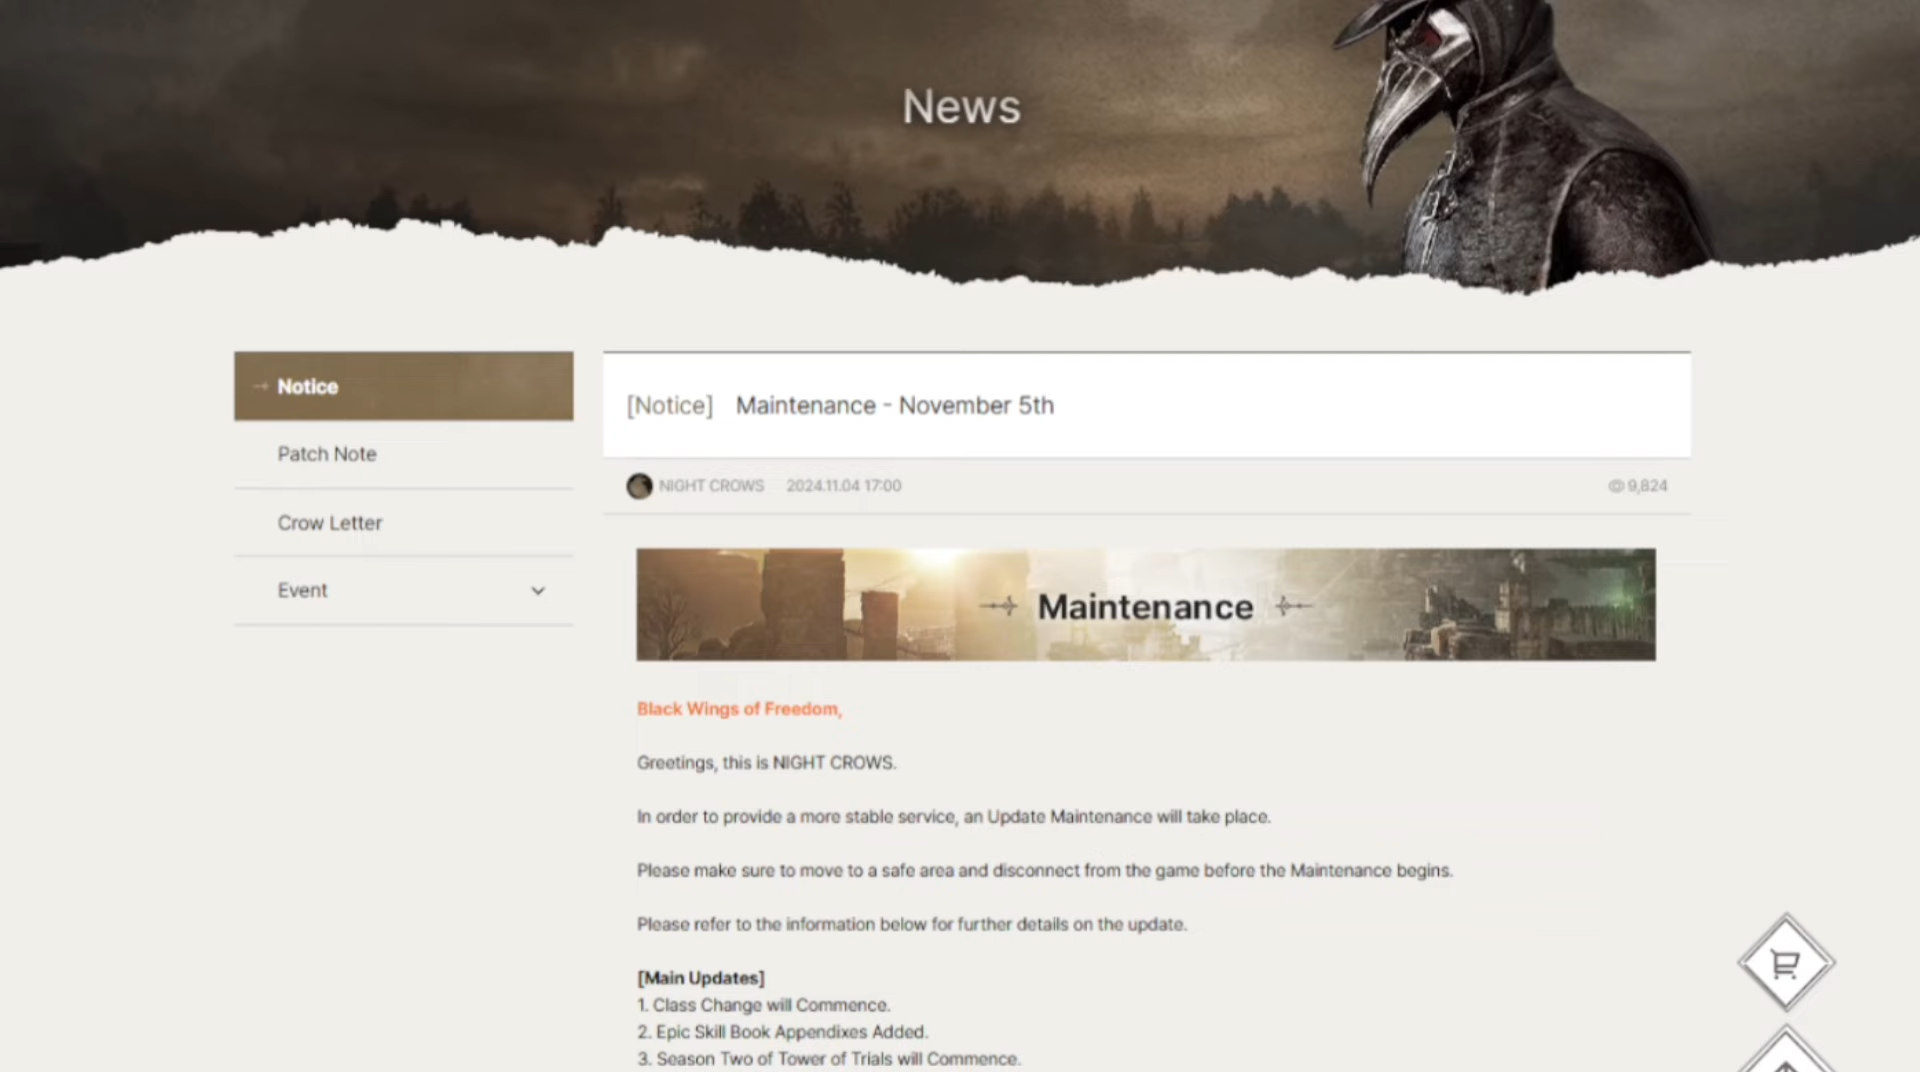 News
Notice
Patch Note
Crow Letter
Event
[Notice] Maintenance - November 5th
NIGHT CROWS 2024.11.04 17:00 9,824
Maintenance
Black Wings of Freedom,
Greetings, this is NIGHT CROWS.
In order to provide a more stable service, an Update Maintenance will take place.
Please make sure to move to a safe area and disconnect from the game before the Maintenance begins.
Please refer to the information below for further details on the update.
[Main Updates]
1. Class Change will Commence.
2. Epic Skill Book Appendixes Added.
3. Season Two of Tower of Trials will Commence.